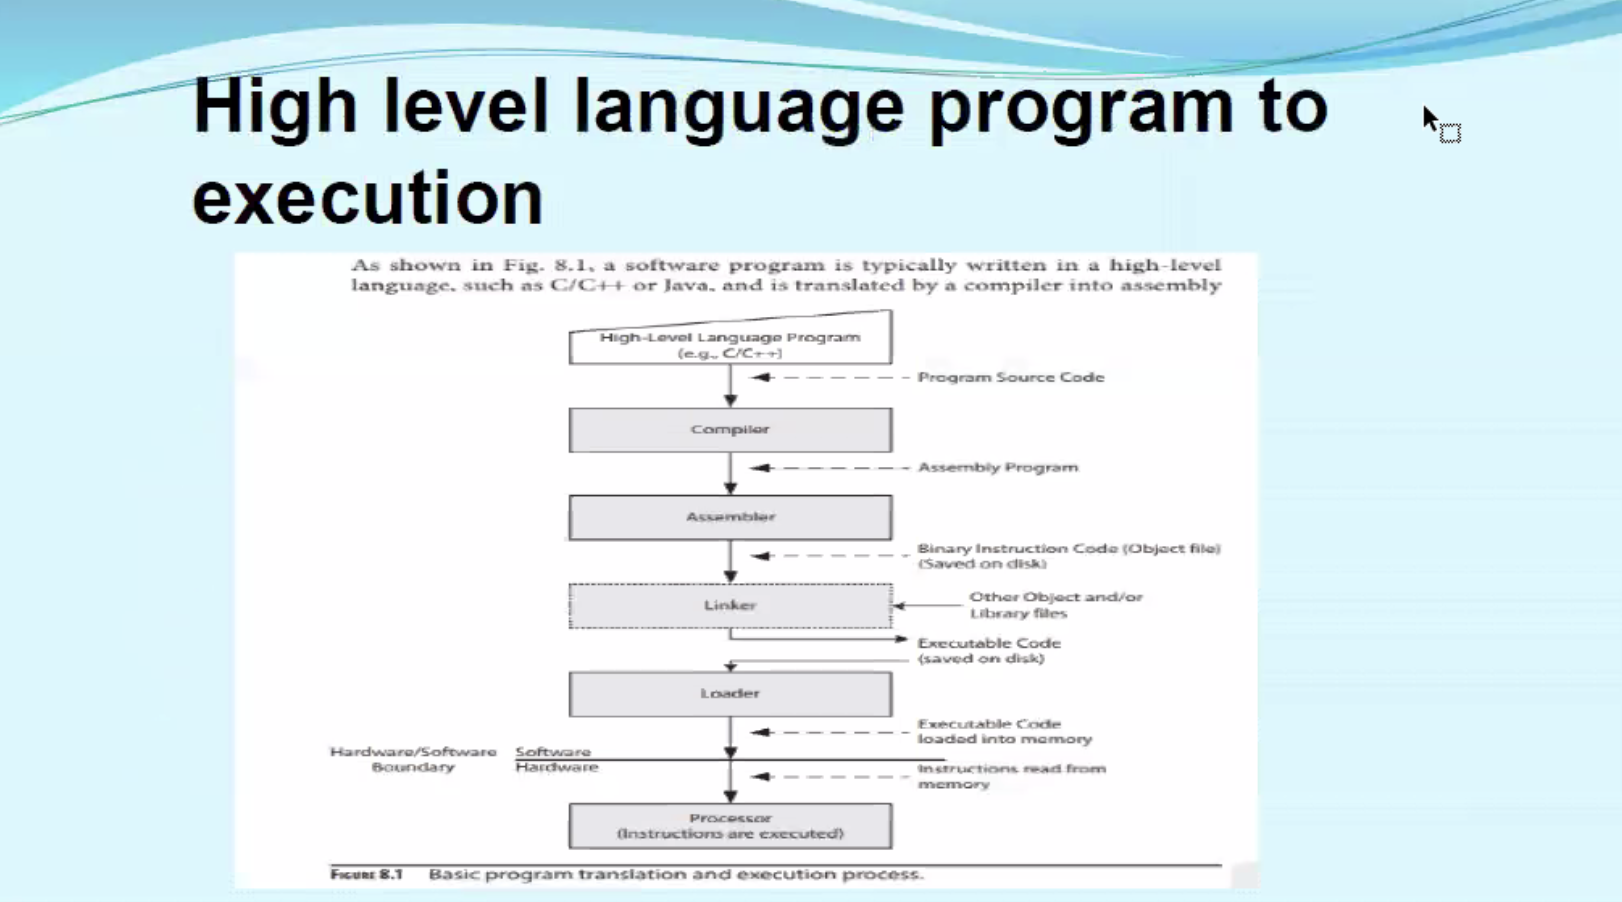 High level language program to
execution
As shown in Fig. 8.1, a software program is typically written in a high-level
language, such as C/C++ or Java, and is translated by a compiler into assembly
High-Level Language Program
(e.g., C/C++)
Program Source Code
Compiler
Assembly Program
Assembler
Binary Instruction Code (Object file)
(Saved on disk)
Linker
Other Object and/or
Library files
Executable Code
(saved on disk)
Loader
Executable Code
loaded into memory
Hardware/Software
Boundary
Software
Hardware
Instructions read from
memory
Processor
(Instructions are executed)
FIGURE 8.1 Basic program translation and execution process.